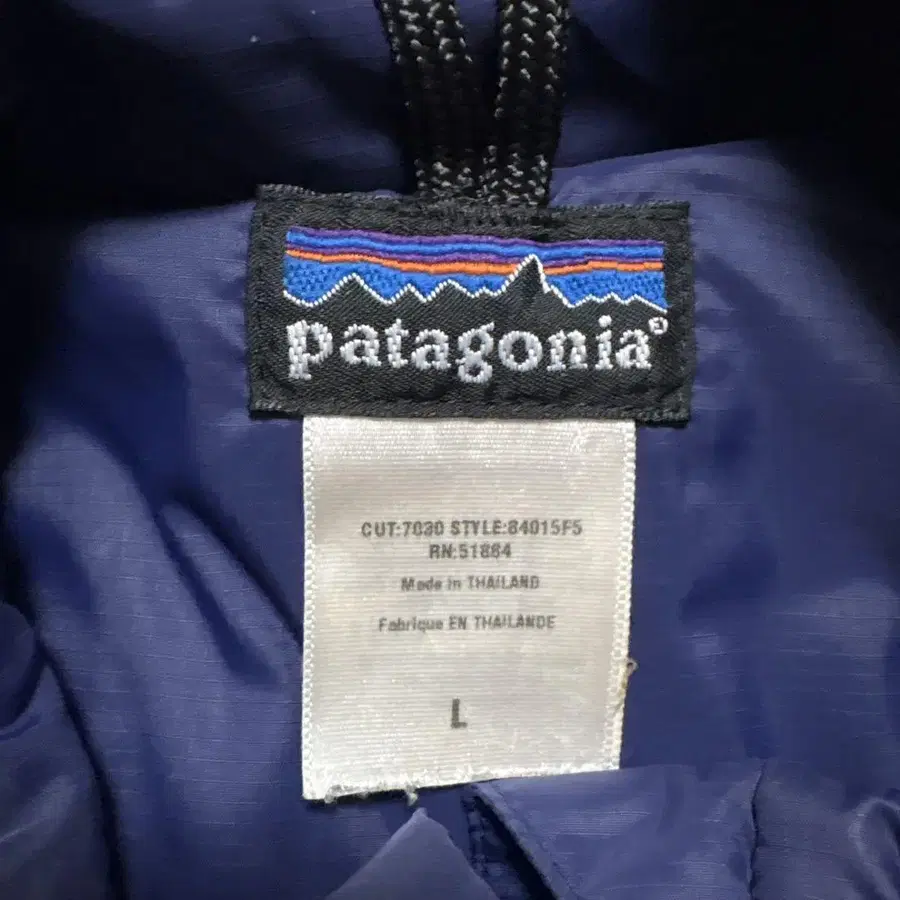 patagonia®
CUT:7030 STYLE:84015F5
RN:51884
Made in THAILAND
Fabrique EN THAILANDE
L